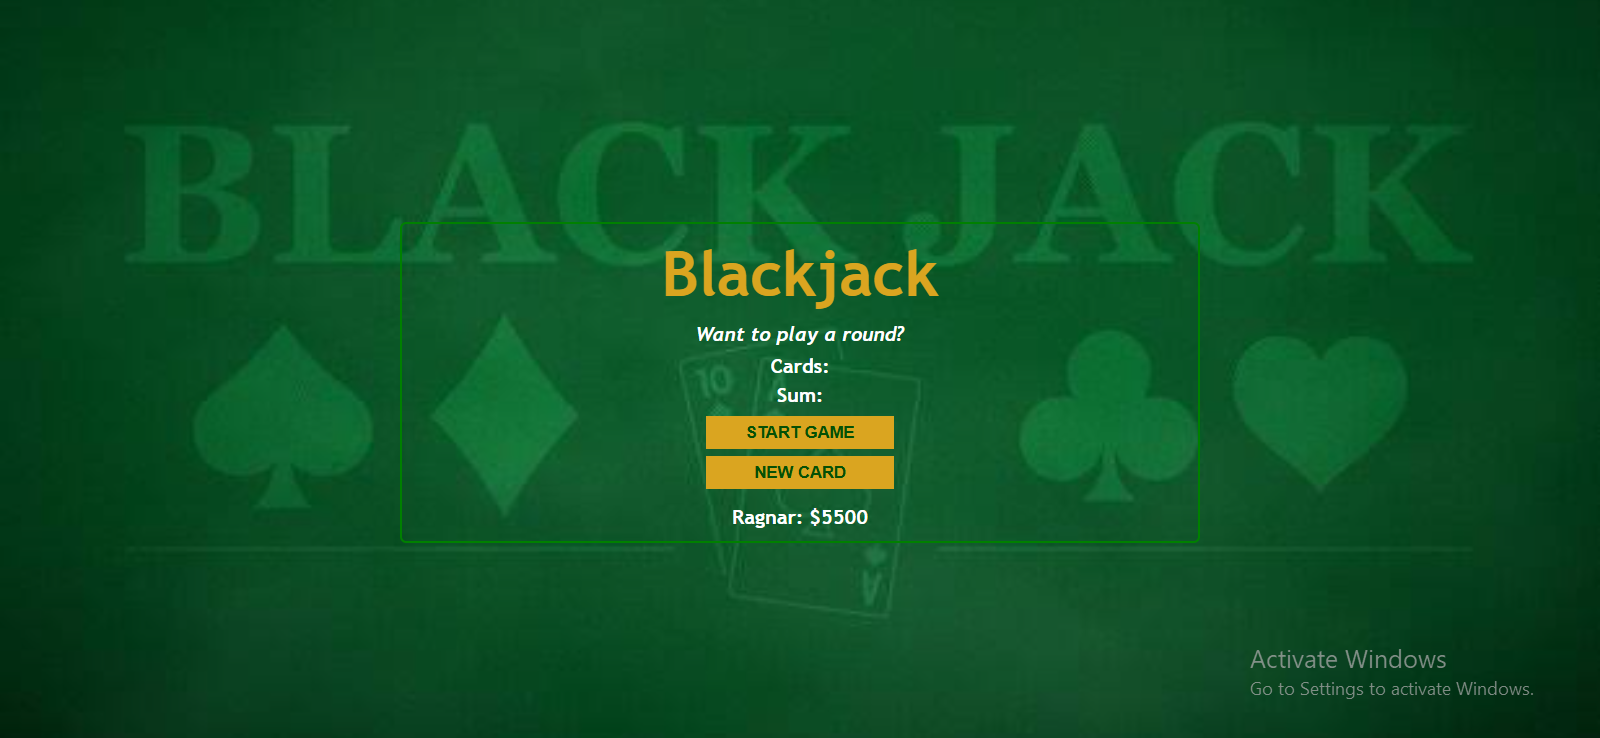 BLACK JACK
Blackjack
Want to play a round?
10
A
Cards:
Sum:
START GAME
NEW CARD
Ragnar: $5500
A
Activate Windows
Go to Settings to activate Windows.